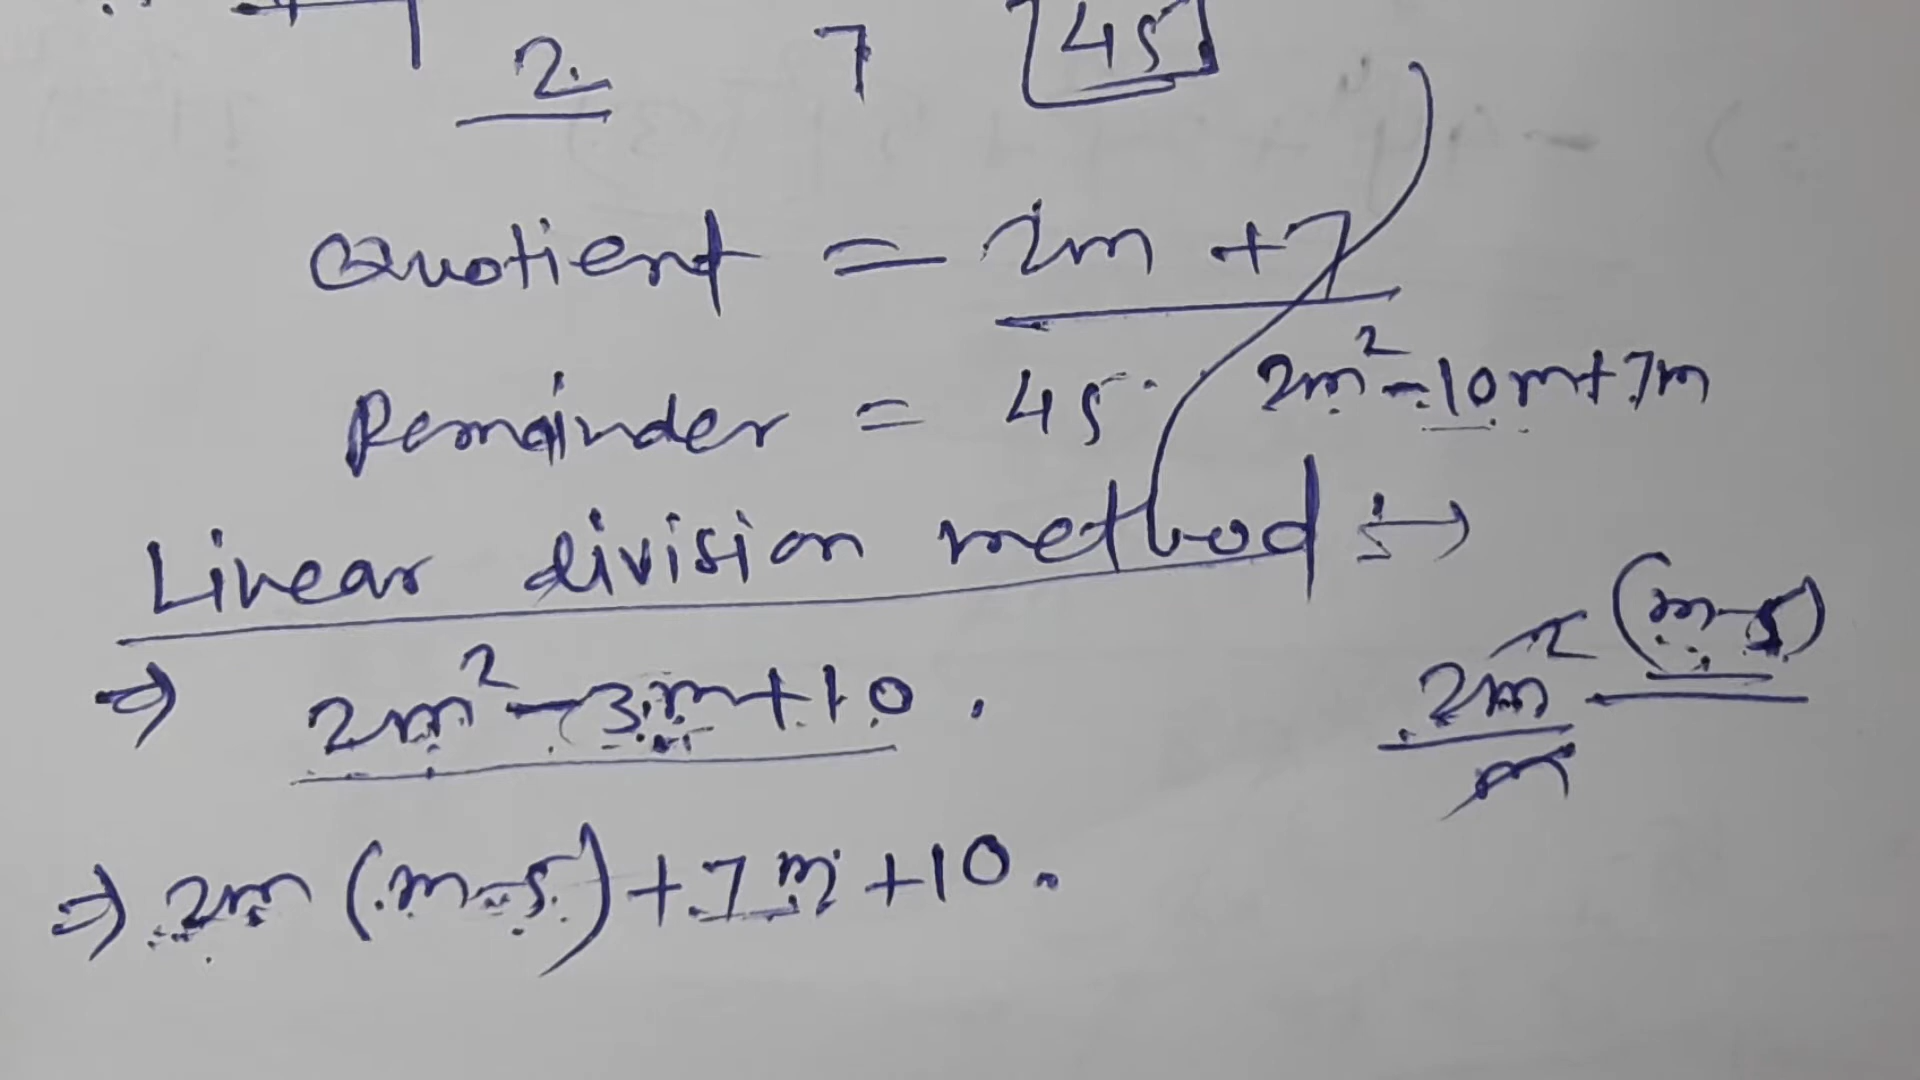 2 7 45
Quotient = 2m + 7
Remainder = 45
2m² - 10m + 7m
Linear division method :→
(m-5)
2m²
m
⇒ 2m² - 3m + 10.
⇒ 2m (m-5) + 7m + 10.